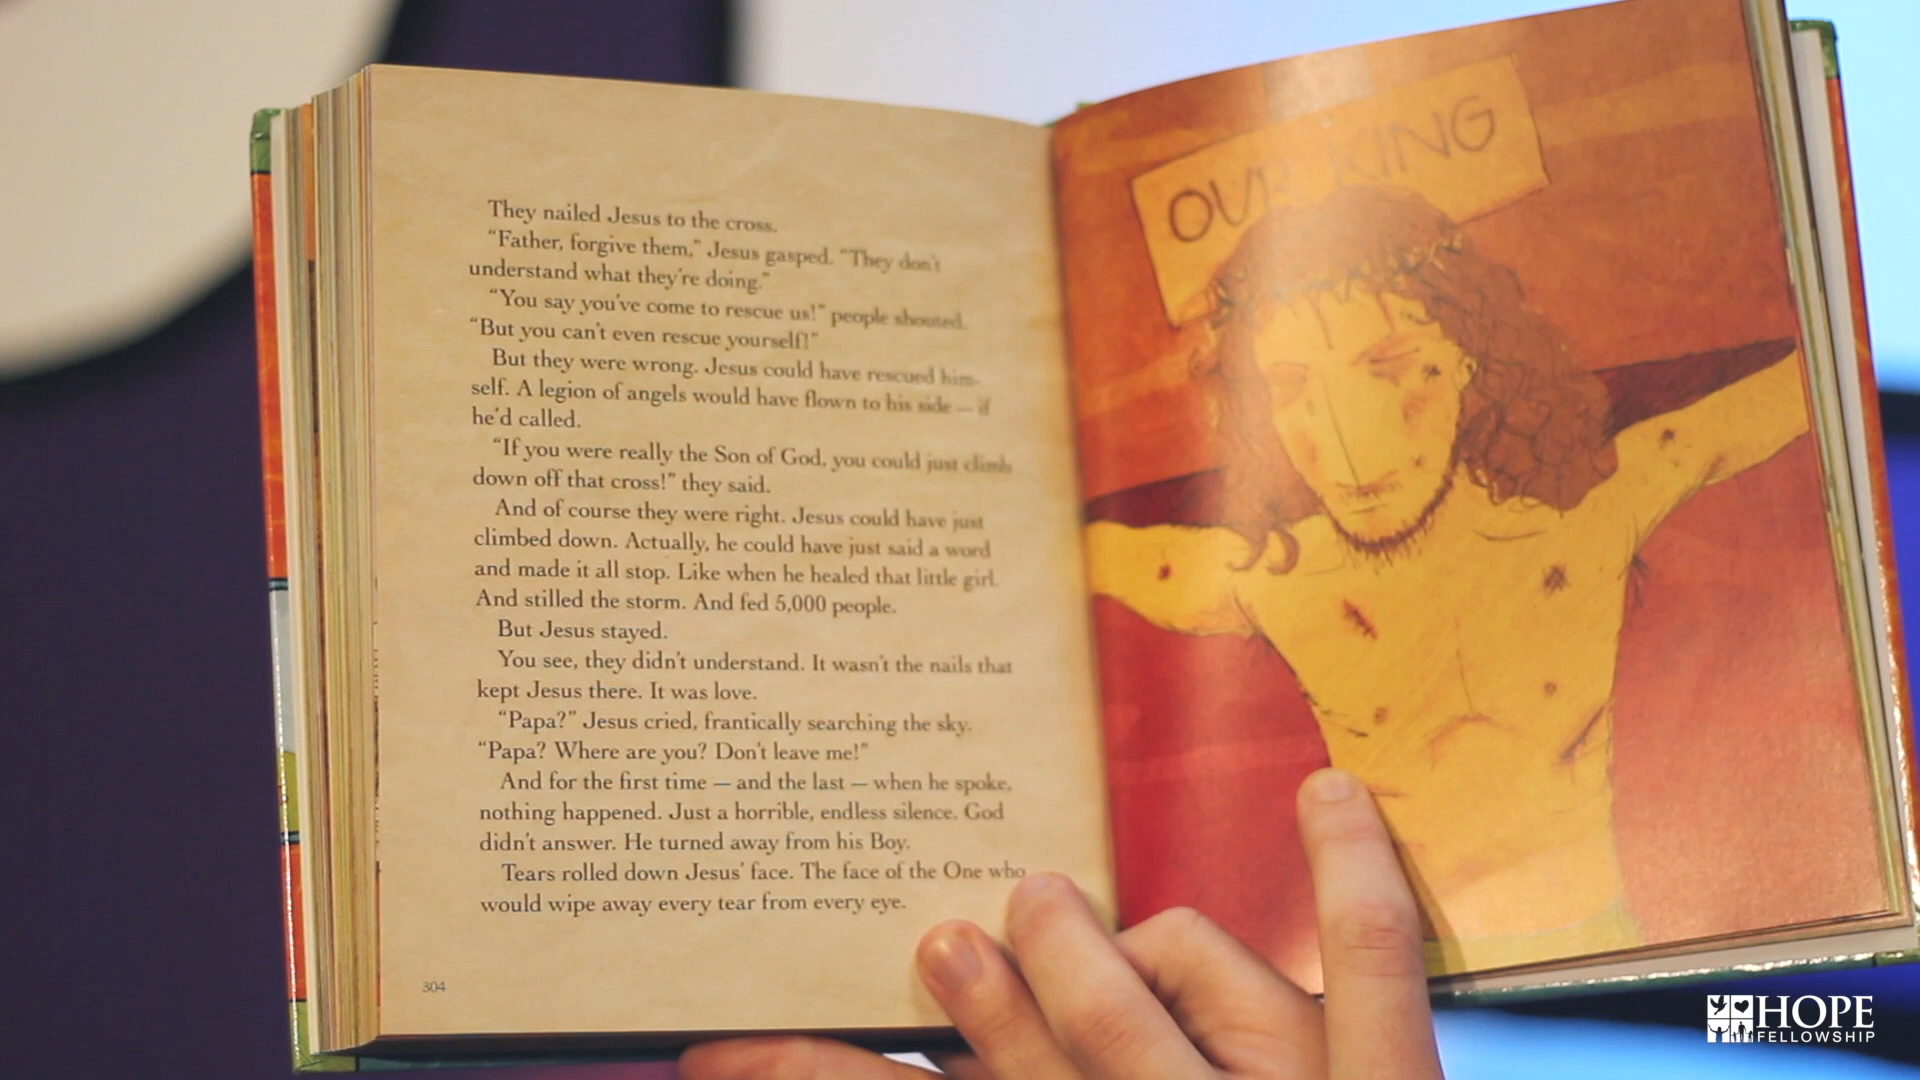 They nailed Jesus to the cross.
“Father, forgive them,” Jesus gasped. “They don’t
understand what they’re doing.”
“You say you’ve come to rescue us!” people shouted.
“But you can’t even rescue yourself!”
But they were wrong. Jesus could have rescued him-
self. A legion of angels would have flown to his side — if
he’d called.
“If you were really the Son of God, you could just climb
down off that cross!” they said.
And of course they were right. Jesus could have just
climbed down. Actually, he could have just said a word
and made it all stop. Like when he healed that little girl.
And stilled the storm. And fed 5,000 people.
But Jesus stayed.
You see, they didn’t understand. It wasn’t the nails that
kept Jesus there. It was love.
“Papa?” Jesus cried, frantically searching the sky.
“Papa? Where are you? Don’t leave me!”
And for the first time — and the last — when he spoke,
nothing happened. Just a horrible, endless silence. God
didn’t answer. He turned away from his Boy.
Tears rolled down Jesus’ face. The face of the One who
would wipe away every tear from every eye.
304
OUR KING
HOPE
FELLOWSHIP